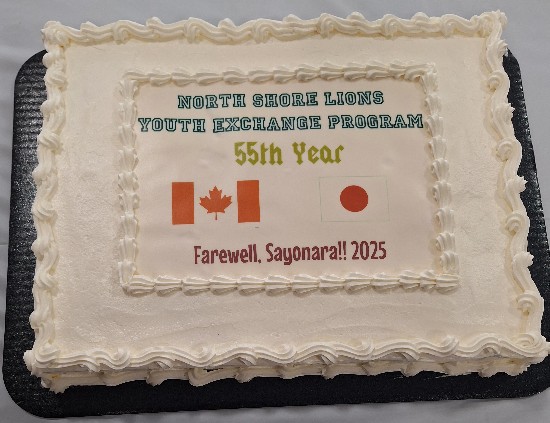 NORTH SHORE LIONS
YOUTH EXCHANGE PROGRAM
55th Year
Farewell, Sayonara!! 2025